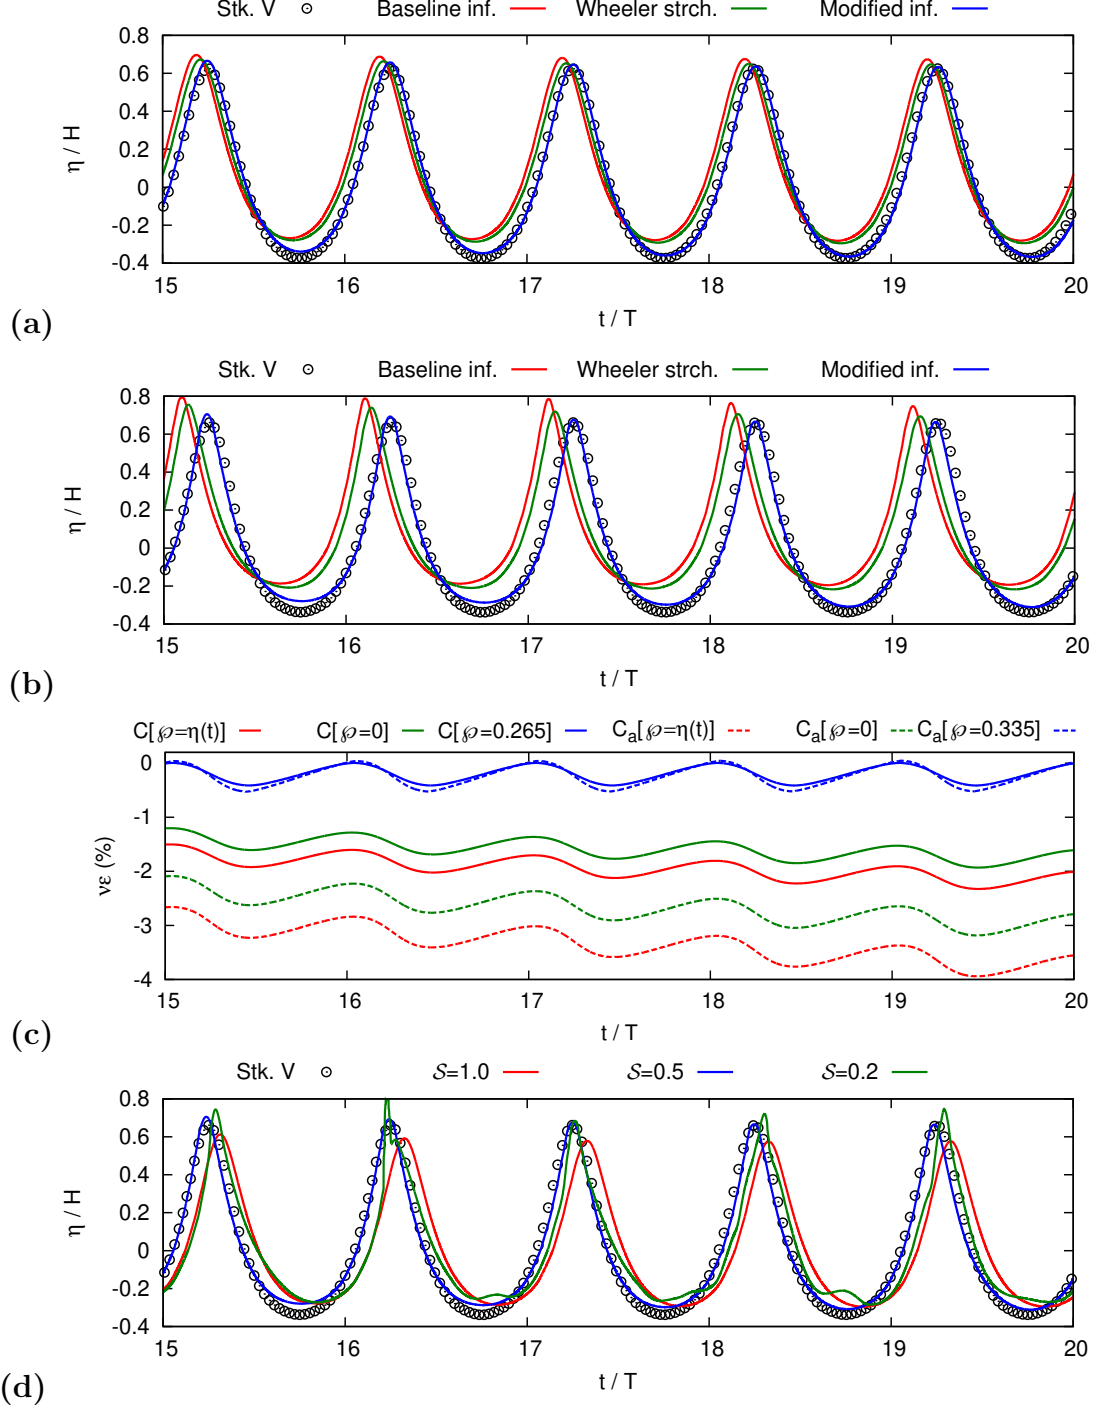 Stk. V Baseline inf. Wheeler strch. Modified inf.
0.8
0.6
0.4
0.2
0
-0.2
-0.4
η / H
15 16 17 18 19 20
t / T
(a)
Stk. V Baseline inf. Wheeler strch. Modified inf.
0.8
0.6
0.4
0.2
0
-0.2
-0.4
η / H
15 16 17 18 19 20
t / T
(b)
C[℘=η(t)] C[℘=0] C[℘=0.265] Cₐ[℘=η(t)] Cₐ[℘=0] Cₐ[℘=0.335]
0
-1
-2
-3
-4
νε (%)
15 16 17 18 19 20
t / T
(c)
Stk. V 𝒮=1.0 𝒮=0.5 𝒮=0.2
0.8
0.6
0.4
0.2
0
-0.2
-0.4
η / H
15 16 17 18 19 20
t / T
(d)